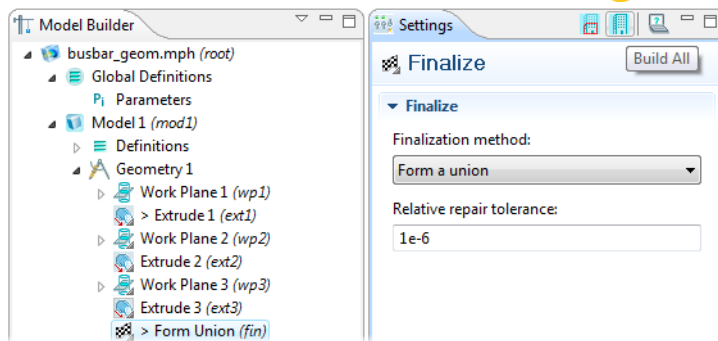 Model Builder
busbar_geom.mph (root)
Global Definitions
Pi Parameters
Model 1 (mod1)
Definitions
Geometry 1
Work Plane 1 (wp1)
> Extrude 1 (ext1)
Work Plane 2 (wp2)
Extrude 2 (ext2)
Work Plane 3 (wp3)
Extrude 3 (ext3)
> Form Union (fin)
Settings
Finalize
Build All
Finalize
Finalization method:
Form a union
Relative repair tolerance:
1e-6